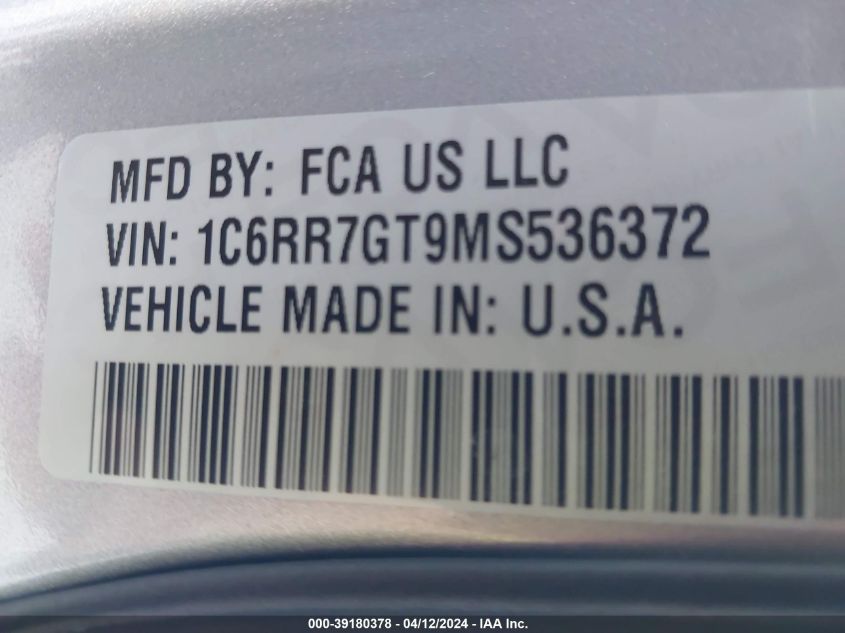 MFD BY: FCA US LLC
VIN: 1C6RR7GT9MS536372
VEHICLE MADE IN: U.S.A.
000-39180378 - 04/12/2024 - IAA Inc.